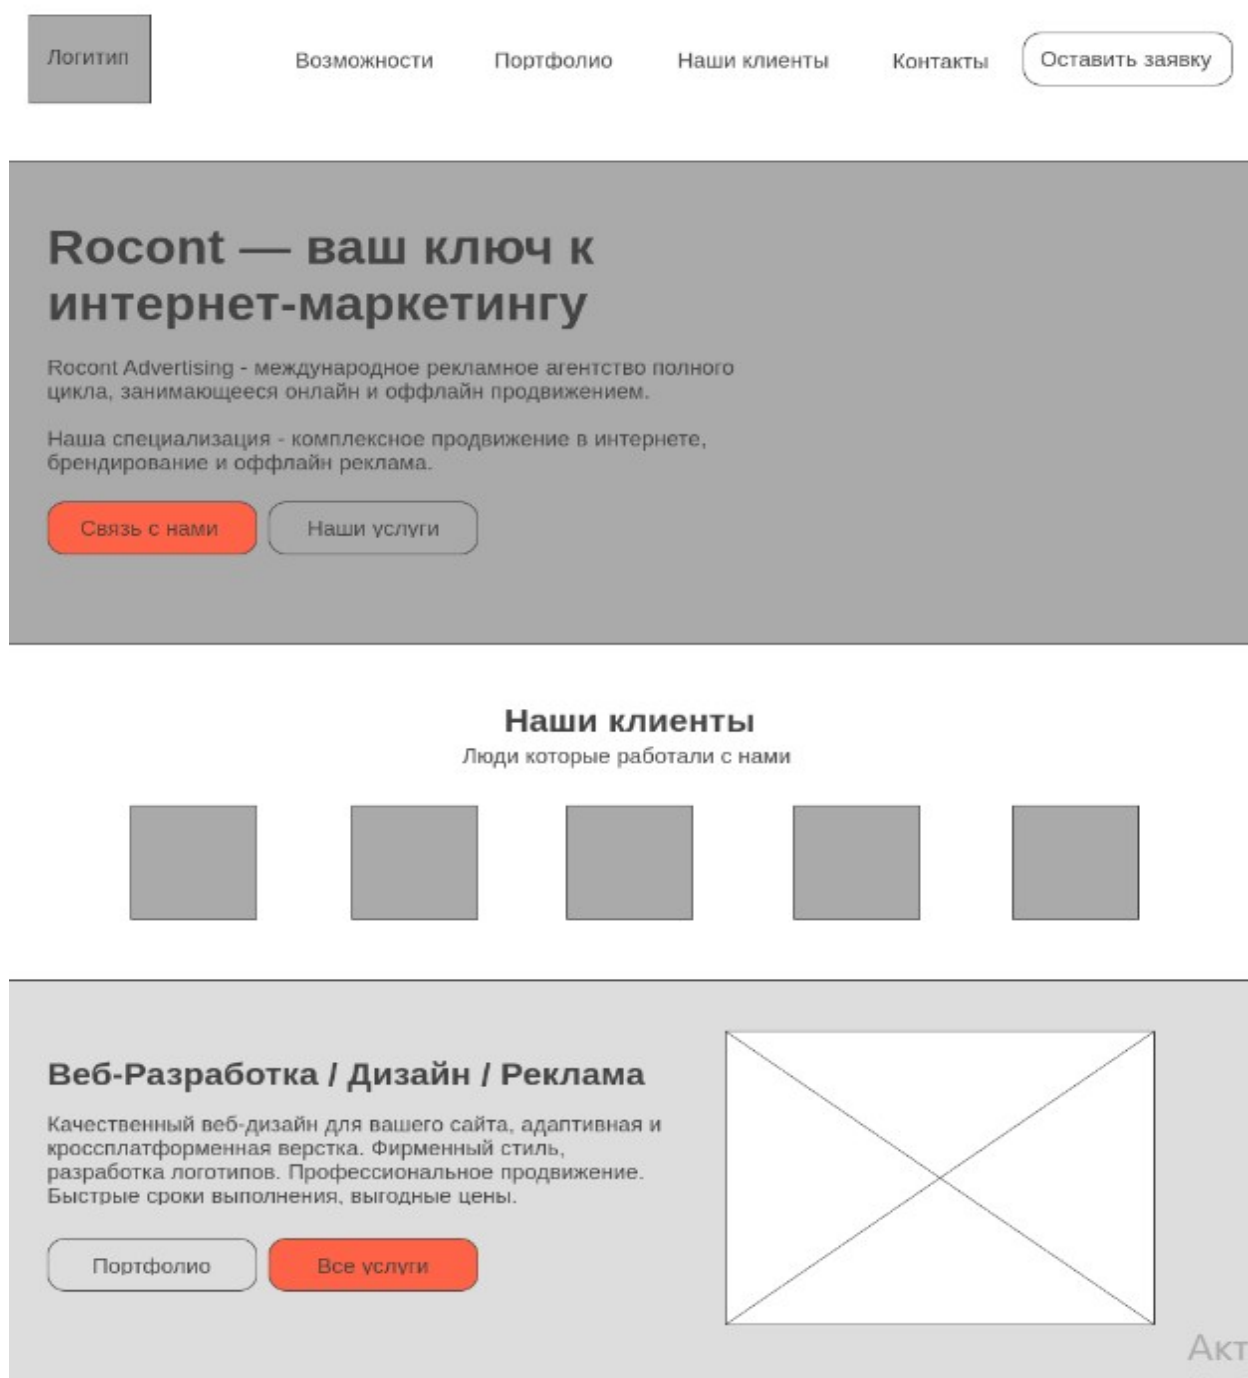 Логитип
Возможности
Портфолио
Наши клиенты
Контакты
Оставить заявку
Rocont — ваш ключ к
интернет-маркетингу
Rocont Advertising - международное рекламное агентство полного
цикла, занимающееся онлайн и оффлайн продвижением.
Наша специализация - комплексное продвижение в интернете,
брендирование и оффлайн реклама.
Связь с нами
Наши услуги
Наши клиенты
Люди которые работали с нами
Веб-Разработка / Дизайн / Реклама
Качественный веб-дизайн для вашего сайта, адаптивная и
кроссплатформенная верстка. Фирменный стиль,
разработка логотипов. Профессиональное продвижение.
Быстрые сроки выполнения, выгодные цены.
Портфолио
Все услуги
Акт